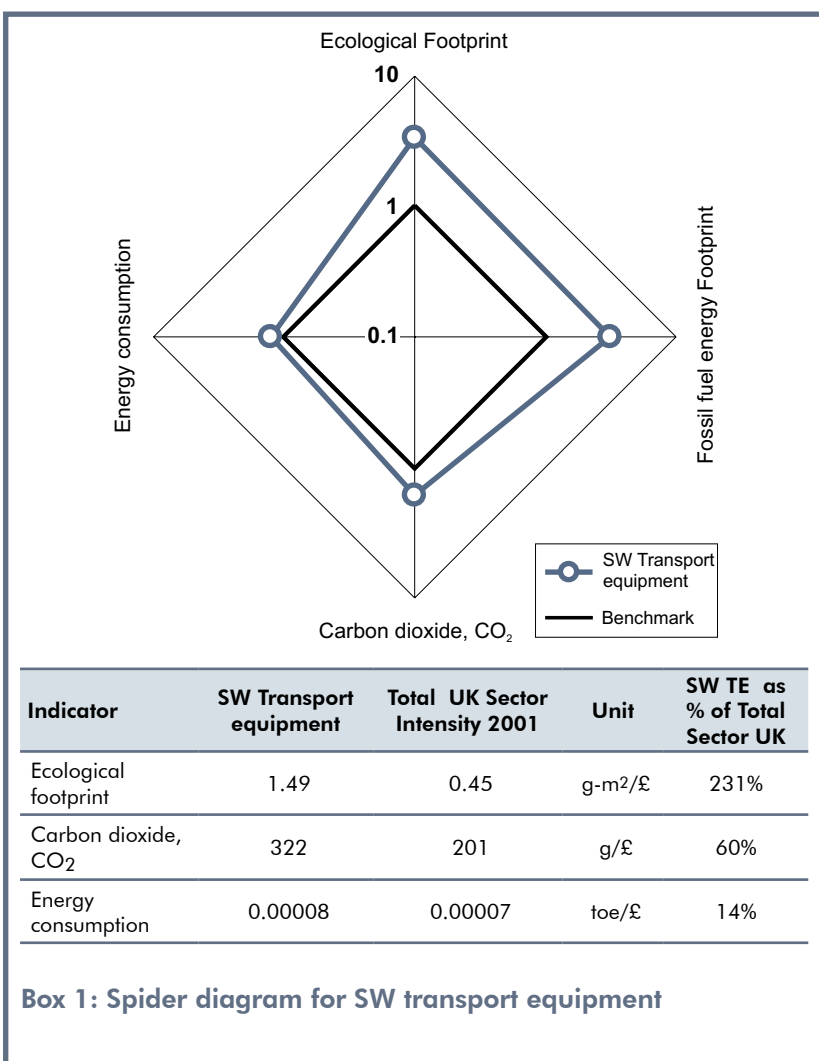 Ecological Footprint
10
1
0.1
Energy consumption
Fossil fuel energy Footprint
Carbon dioxide, CO₂
SW Transport
equipment
Benchmark
Indicator
SW Transport
equipment
Total UK Sector
Intensity 2001
Unit
SW TE as
% of Total
Sector UK
Ecological
footprint
1.49
0.45
g-m²/£
231%
Carbon dioxide,
CO2
322
201
g/£
60%
Energy
consumption
0.00008
0.00007
toe/£
14%
Box 1: Spider diagram for SW transport equipment